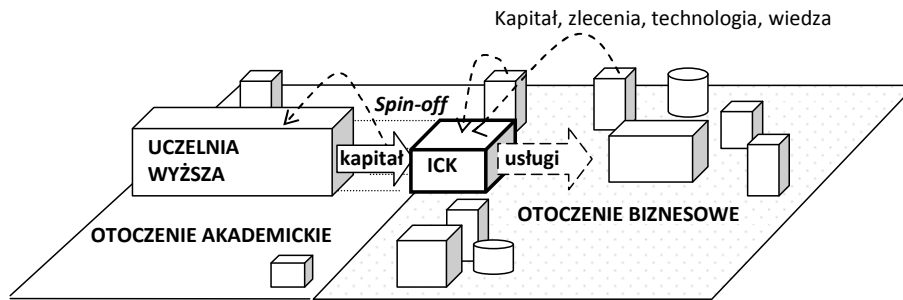 Kapitał, zlecenia, technologia, wiedza
Spin-off
UCZELNIA
WYŻSZA
kapitał
ICK
usługi
OTOCZENIE BIZNESOWE
OTOCZENIE AKADEMICKIE